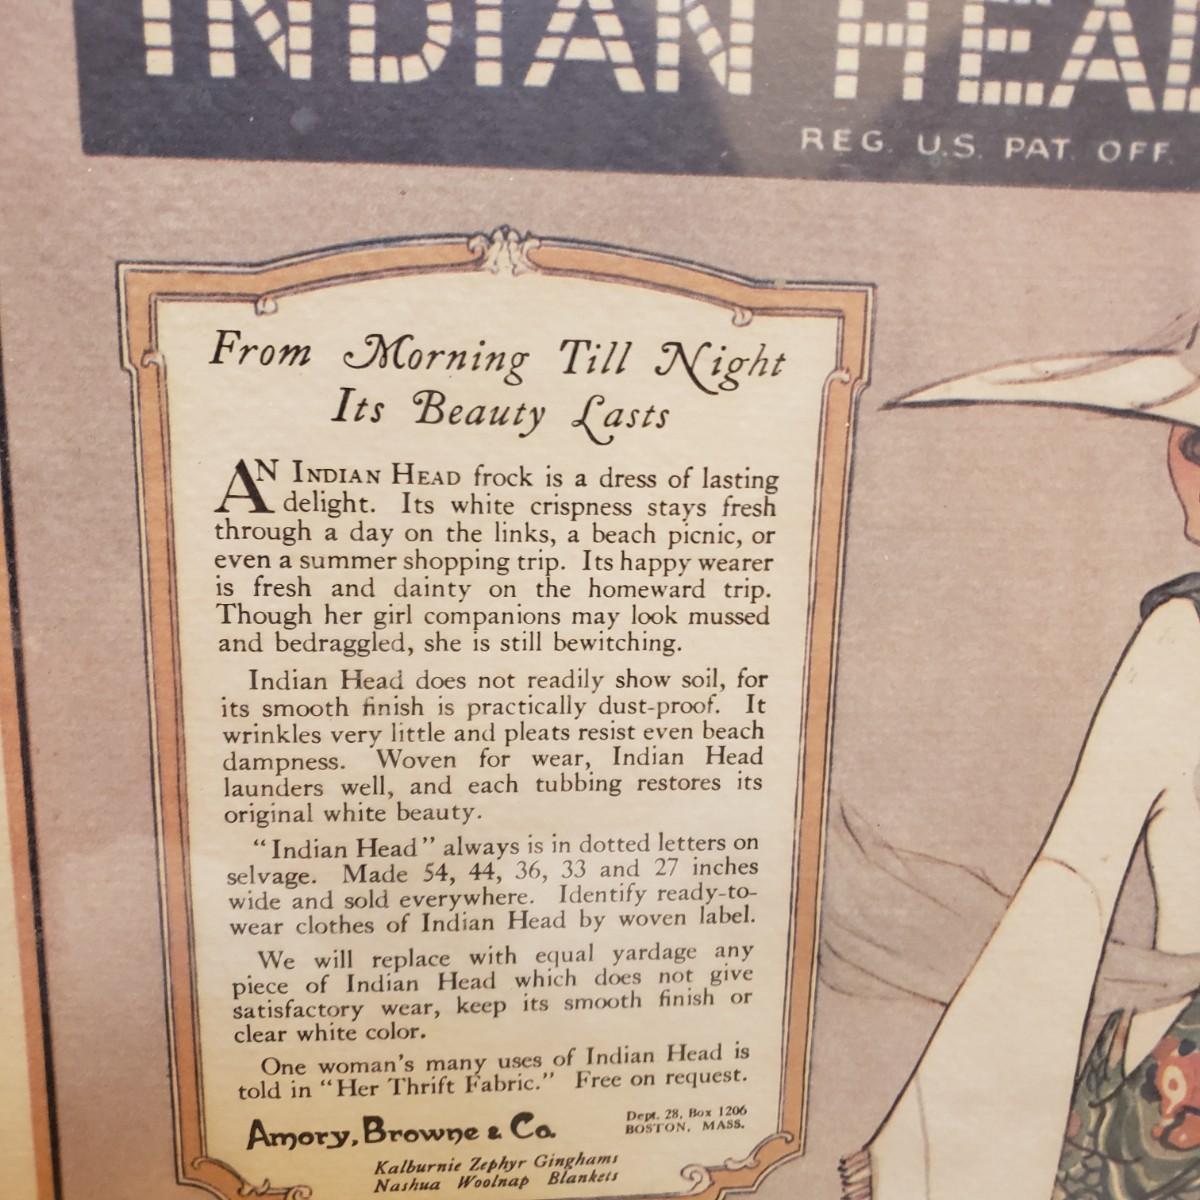 INDIAN HEAD
REG. U.S. PAT. OFF.
From Morning Till Night
Its Beauty Lasts
AN INDIAN HEAD frock is a dress of lasting
delight. Its white crispness stays fresh
through a day on the links, a beach picnic, or
even a summer shopping trip. Its happy wearer
is fresh and dainty on the homeward trip.
Though her girl companions may look mussed
and bedraggled, she is still bewitching.
Indian Head does not readily show soil, for
its smooth finish is practically dust-proof. It
wrinkles very little and pleats resist even beach
dampness. Woven for wear, Indian Head
launders well, and each tubbing restores its
original white beauty.
"Indian Head" always is in dotted letters on
selvage. Made 54, 44, 36, 33 and 27 inches
wide and sold everywhere. Identify ready-to-
wear clothes of Indian Head by woven label.
We will replace with equal yardage any
piece of Indian Head which does not give
satisfactory wear, keep its smooth finish or
clear white color.
One woman's many uses of Indian Head is
told in "Her Thrift Fabric." Free on request.
Amory, Browne & Co.
Dept. 28, Box 1206
BOSTON, MASS.
Kalburnie Zephyr Ginghams
Nashua Woolnap Blankets